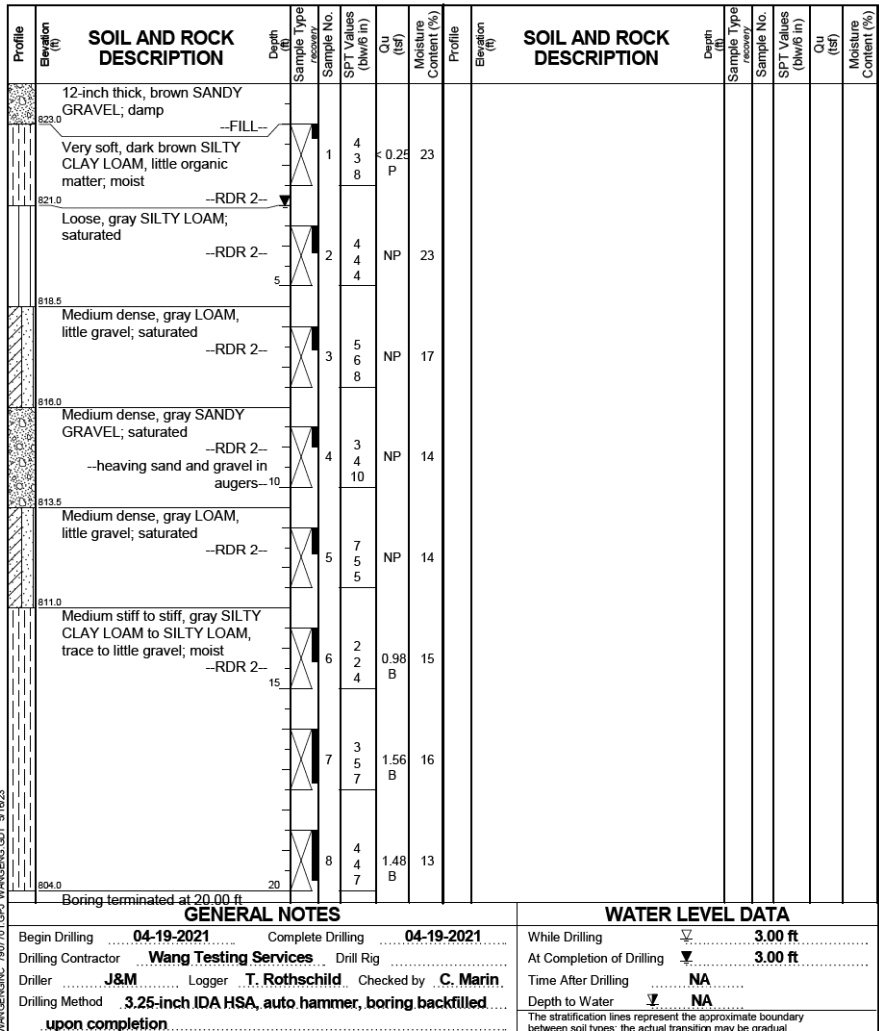 Profile
Elevation (ft)
SOIL AND ROCK DESCRIPTION
Depth (ft)
Sample Type
recovery
Sample No.
SPT Values (blw/6 in)
Qu (tsf)
Moisture Content (%)
Profile
Elevation (ft)
SOIL AND ROCK DESCRIPTION
Depth (ft)
Sample Type
recovery
Sample No.
SPT Values (blw/6 in)
Qu (tsf)
Moisture Content (%)
12-inch thick, brown SANDY
GRAVEL; damp
823.0
--FILL--
Very soft, dark brown SILTY
CLAY LOAM, little organic
matter; moist
1
4
3
8
< 0.25
P
23
--RDR 2--
821.0
Loose, gray SILTY LOAM;
saturated
--RDR 2--
2
4
4
4
NP
23
5
818.5
Medium dense, gray LOAM,
little gravel; saturated
--RDR 2--
3
5
6
8
NP
17
816.0
Medium dense, gray SANDY
GRAVEL; saturated
--RDR 2--
--heaving sand and gravel in
augers--
10
4
3
4
10
NP
14
813.5
Medium dense, gray LOAM,
little gravel; saturated
--RDR 2--
5
7
5
5
NP
14
811.0
Medium stiff to stiff, gray SILTY
CLAY LOAM to SILTY LOAM,
trace to little gravel; moist
--RDR 2--
15
6
2
2
4
0.98
B
15
7
3
5
7
1.56
B
16
8
4
4
7
1.48
B
13
804.0
20
Boring terminated at 20.00 ft
GENERAL NOTES
Begin Drilling 04-19-2021 Complete Drilling 04-19-2021
Drilling Contractor Wang Testing Services Drill Rig
Driller J&M Logger T. Rothschild Checked by C. Marin
Drilling Method 3.25-inch IDA HSA, auto hammer, boring backfilled
upon completion
WATER LEVEL DATA
While Drilling 3.00 ft
At Completion of Drilling 3.00 ft
Time After Drilling NA
Depth to Water NA
The stratification lines represent the approximate boundary
between soil types; the actual transition may be gradual